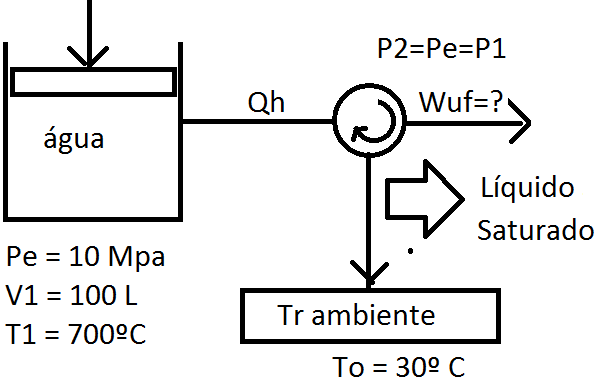 P2=Pe=P1
Qh
Wuf=?
água
Líquido
Saturado
Pe = 10 Mpa
V1 = 100 L
T1 = 700ºC
Tr ambiente
To = 30º C